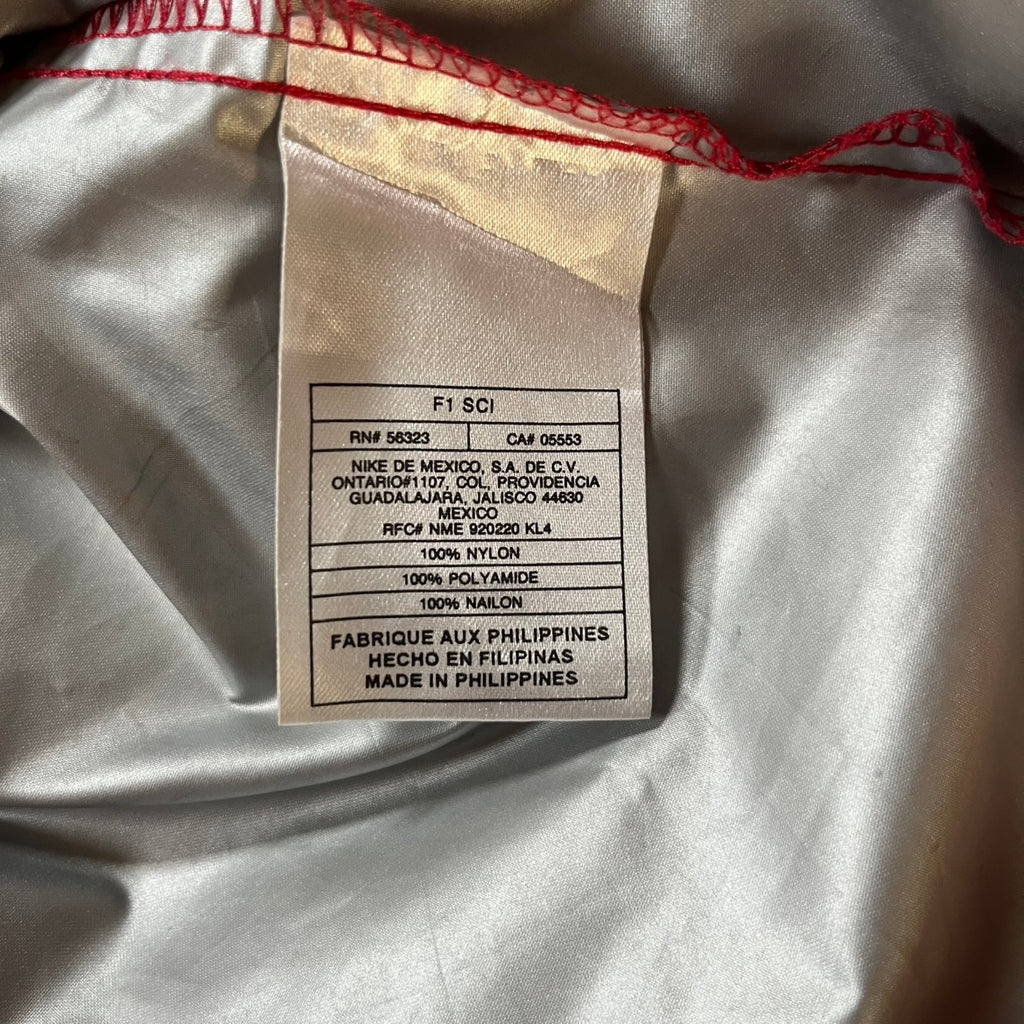 F1 SCI
RN# 56323 CA# 05553
NIKE DE MEXICO, S.A. DE C.V.
ONTARIO#1107, COL, PROVIDENCIA
GUADALAJARA, JALISCO 44630
MEXICO
RFC# NME 920220 KL4
100% NYLON
100% POLYAMIDE
100% NAILON
FABRIQUE AUX PHILIPPINES
HECHO EN FILIPINAS
MADE IN PHILIPPINES